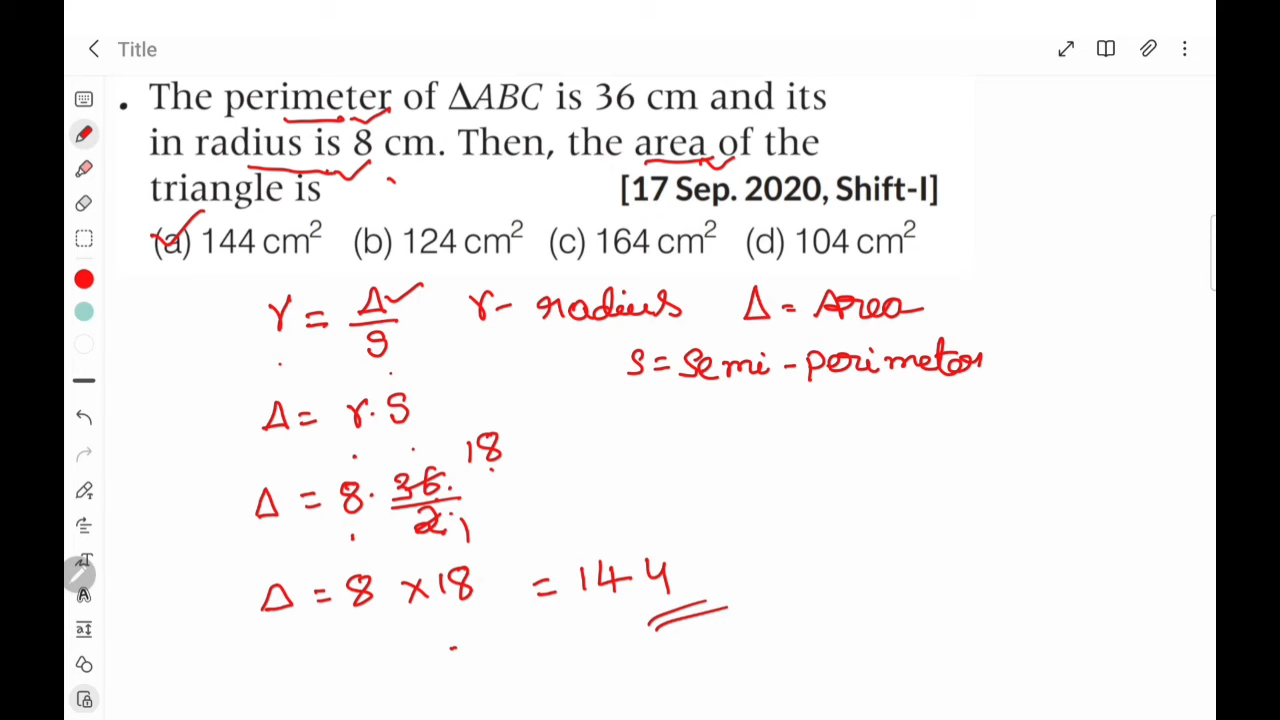 Title
. The perimeter of ΔABC is 36 cm and its
in radius is 8 cm. Then, the area of the
triangle is [17 Sep. 2020, Shift-I]
(a) 144 cm² (b) 124 cm² (c) 164 cm² (d) 104 cm²
r = Δ/S r - radius Δ = Area
S = Semi - perimeter
Δ = r · S
Δ = 8 · 36/2 18 1
Δ = 8 × 18 = 144